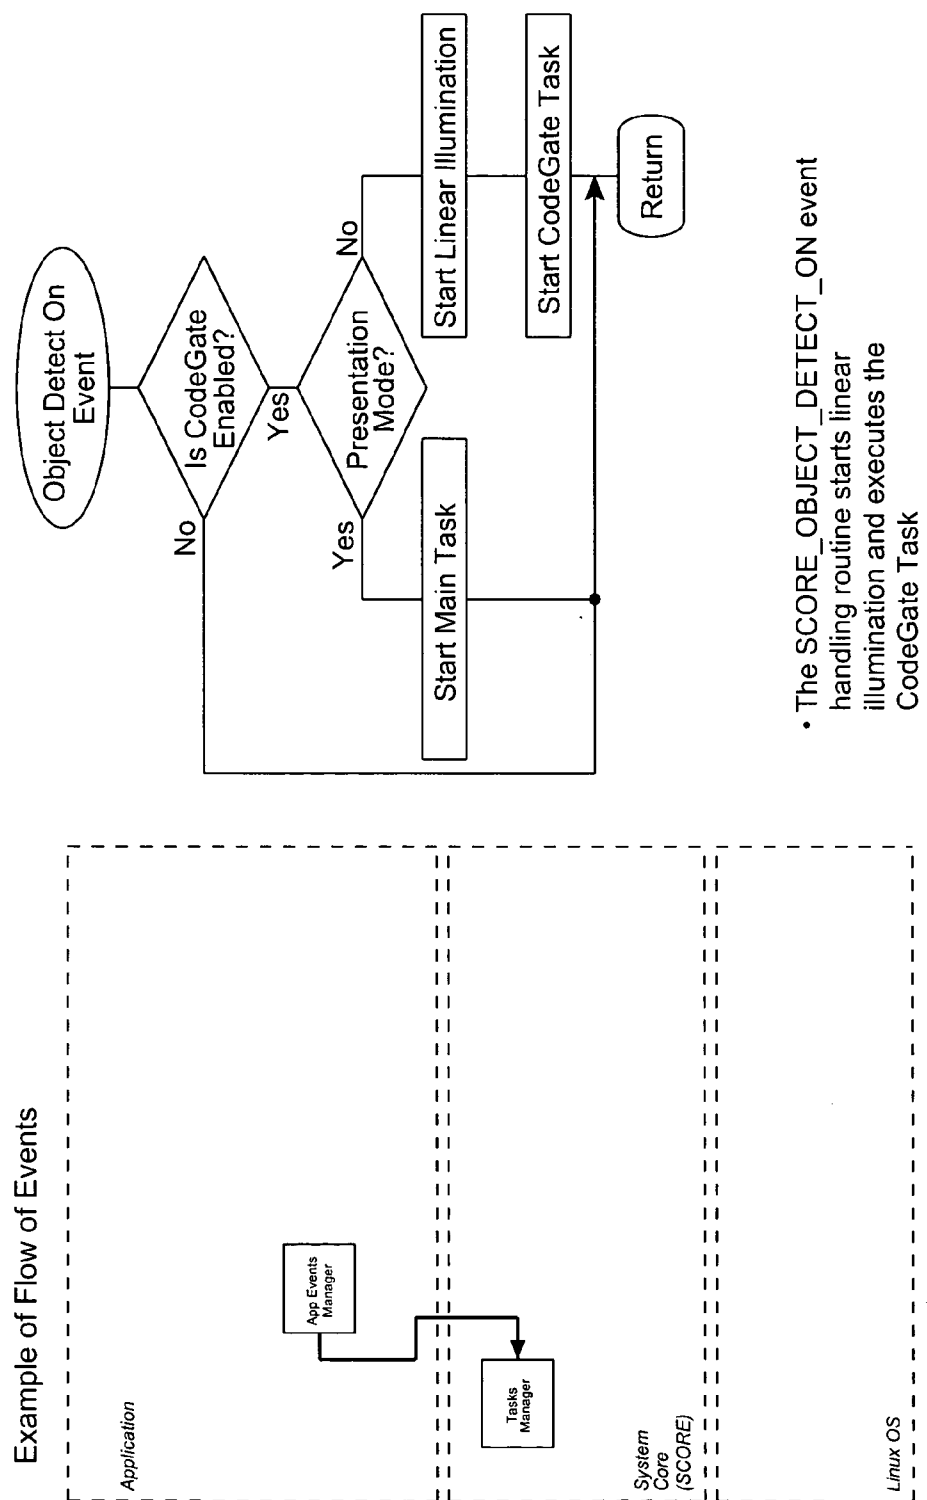 Example of Flow of Events
Application
App Events
Manager
Tasks
Manager
System
Core
(SCORE)
Linux OS
Object Detect On
Event
Is CodeGate
Enabled?
No
Yes
Presentation
Mode?
Yes
No
Start Main Task
Start Linear Illumination
Start CodeGate Task
Return
• The SCORE_OBJECT_DETECT_ON event
handling routine starts linear
illumination and executes the
CodeGate Task